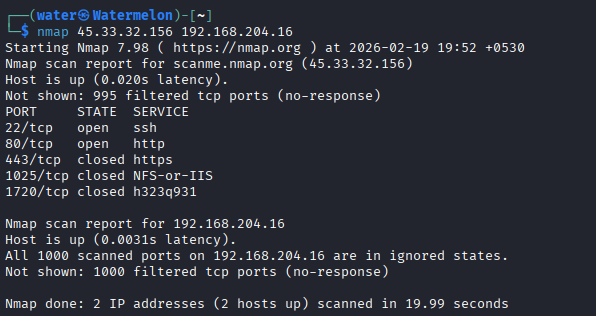 ┌──(water㉿Watermelon)-[~]
└─$ nmap 45.33.32.156 192.168.204.16
Starting Nmap 7.98 ( https://nmap.org ) at 2026-02-19 19:52 +0530
Nmap scan report for scanme.nmap.org (45.33.32.156)
Host is up (0.020s latency).
Not shown: 995 filtered tcp ports (no-response)
PORT     STATE  SERVICE
22/tcp   open   ssh
80/tcp   open   http
443/tcp  closed https
1025/tcp closed NFS-or-IIS
1720/tcp closed h323q931

Nmap scan report for 192.168.204.16
Host is up (0.0031s latency).
All 1000 scanned ports on 192.168.204.16 are in ignored states.
Not shown: 1000 filtered tcp ports (no-response)

Nmap done: 2 IP addresses (2 hosts up) scanned in 19.99 seconds